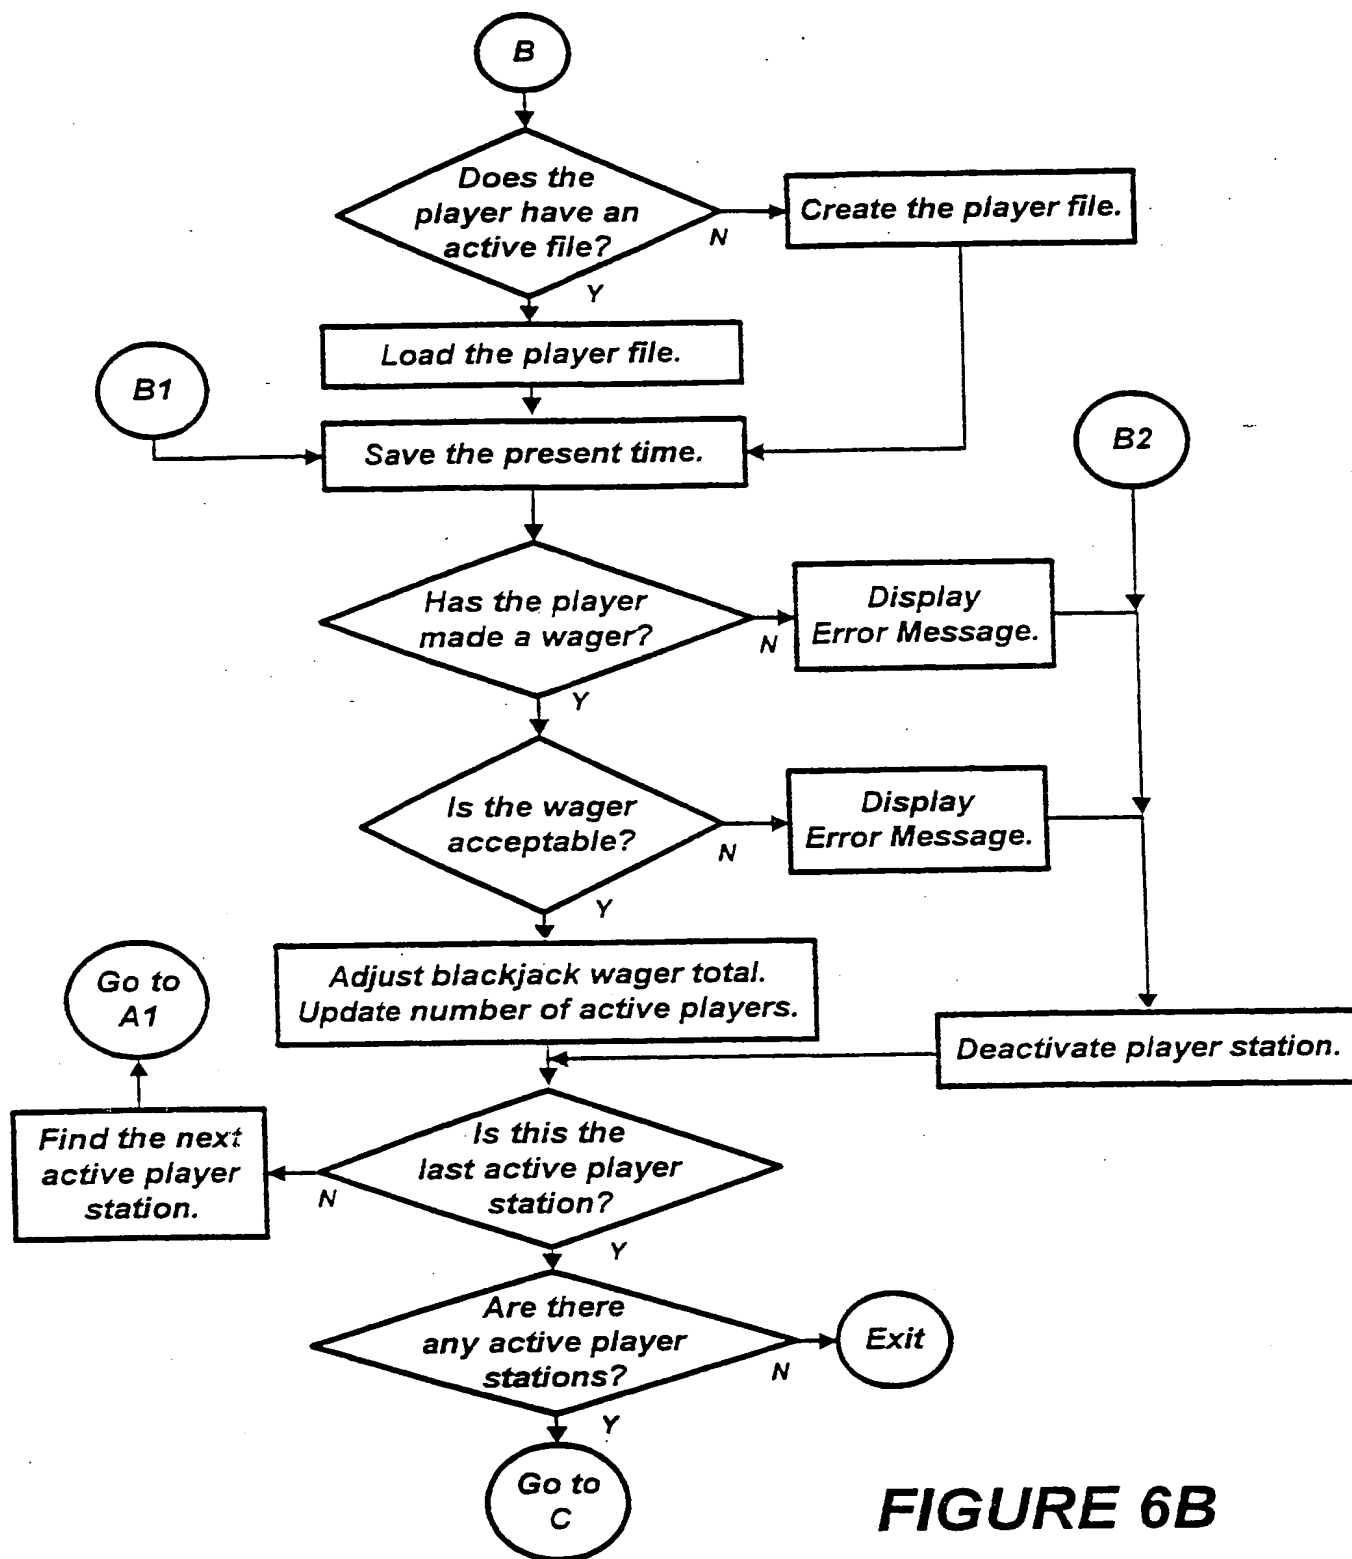 B
Does the
player have an
active file?
N
Create the player file.
Y
Load the player file.
B1
Save the present time.
B2
Has the player
made a wager?
N
Display
Error Message.
Y
Is the wager
acceptable?
N
Display
Error Message.
Y
Adjust blackjack wager total.
Update number of active players.
Go to
A1
Deactivate player station.
Find the next
active player
station.
N
Is this the
last active player
station?
Y
Are there
any active player
stations?
N
Exit
Y
Go to
C
FIGURE 6B